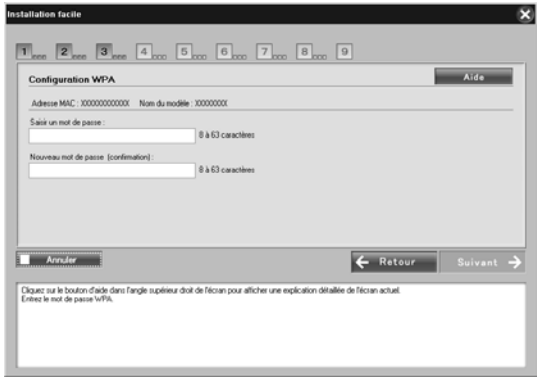 Installation facile
1 2 3 4 5 6 7 8 9
Configuration WPA
Aide
Adresse MAC : XXXXXXXXXXXX Nom du modèle : XXXXXXXX
Saisir un mot de passe :
8 à 63 caractères
Nouveau mot de passe (confirmation) :
8 à 63 caractères
Annuler
Retour
Suivant
Cliquez sur le bouton d'aide dans l'angle supérieur droit de l'écran pour afficher une explication détaillée de l'écran actuel.
Entrez le mot de passe WPA.